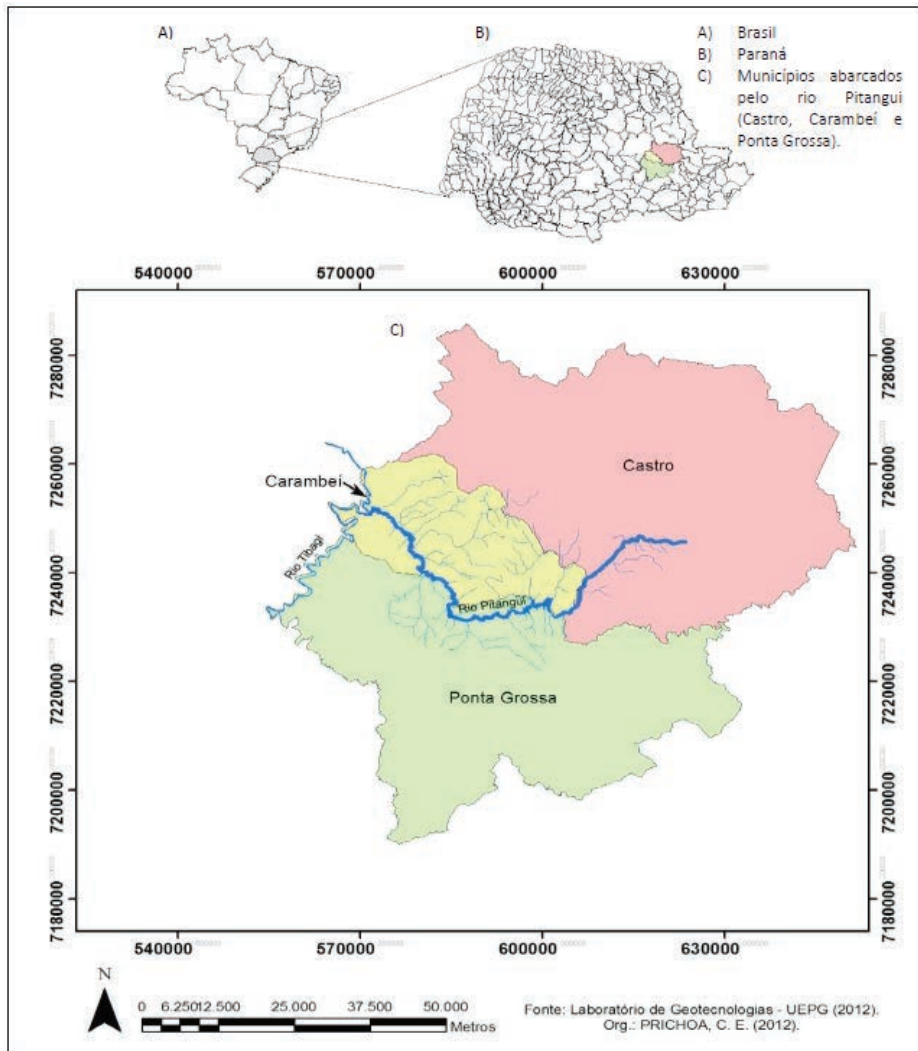 A)
B)
A) Brasil
B) Paraná
C) Municípios abarcados
pelo rio Pitangui
(Castro, Carambeí e
Ponta Grossa).
540000 570000 600000 630000
C)
7280000
7260000
7240000
7220000
7200000
7180000
7280000
7260000
7240000
7220000
7200000
7180000
Castro
Carambeí
Rio Tibagi
Rio Pitangui
Ponta Grossa
540000 570000 600000 630000
N
0 6.250 12.500 25.000 37.500 50.000
Metros
Fonte: Laboratório de Geotecnologias - UEPG (2012).
Org.: PRICHOA, C. E. (2012).